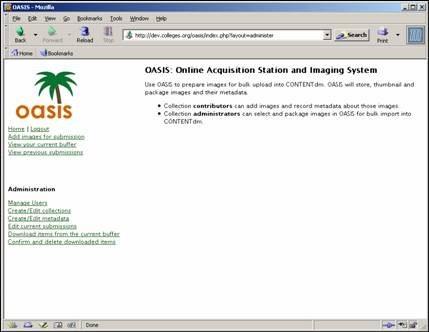 OASIS - Mozilla
File Edit View Go Bookmarks Tools Window Help
Back Forward Reload Stop http://dev.colleges.org/oasis/index.php?layout=administer Search Print
Home Bookmarks
oasis
Home | Logout
Add images for submission
View your current buffer
View previous submissions
Administration
Manage Users
Create/Edit collections
Create/Edit metadata
Edit current submissions
Download items from the current buffer
Confirm and delete downloaded items
OASIS: Online Acquisition Station and Imaging System
Use OASIS to prepare images for bulk upload into CONTENTdm. OASIS will store, thumbnail and
package images and their metadata.
• Collection contributors can add images and record metadata about those images.
• Collection administrators can select and package images in OASIS for bulk import into
CONTENTdm.
Done